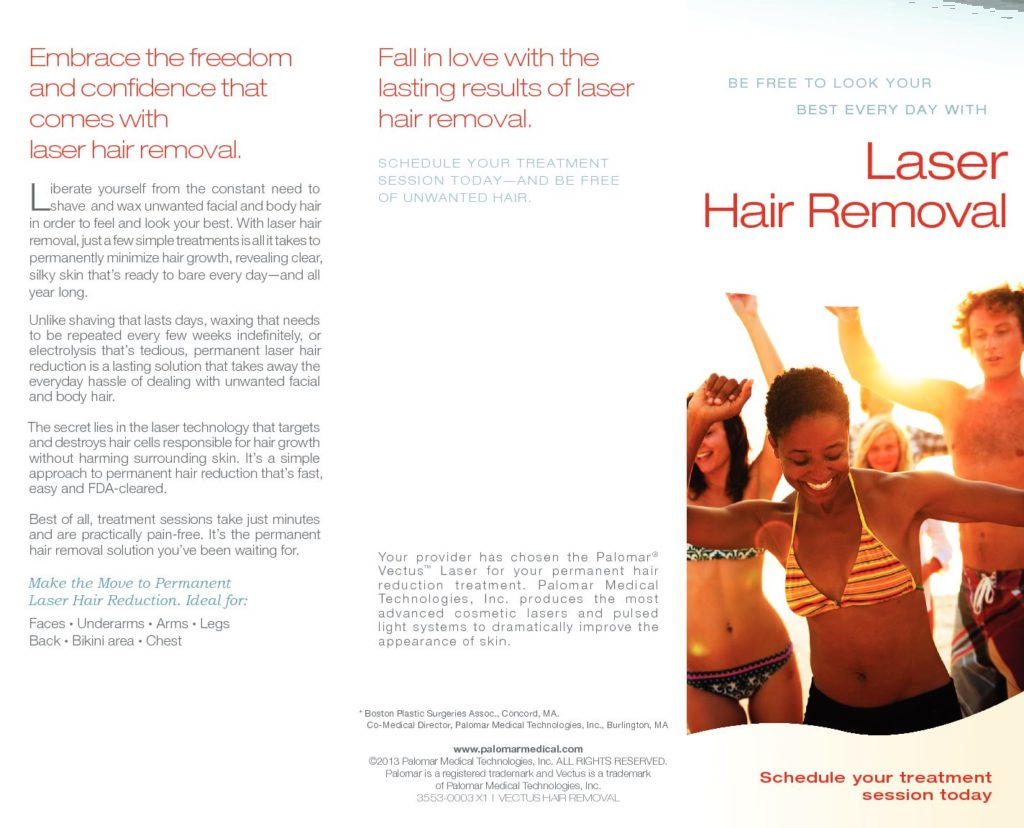 Embrace the freedom
and confidence that
comes with
laser hair removal.
Liberate yourself from the constant need to
shave and wax unwanted facial and body hair
in order to feel and look your best. With laser hair
removal, just a few simple treatments is all it takes to
permanently minimize hair growth, revealing clear,
silky skin that's ready to bare every day—and all
year long.
Unlike shaving that lasts days, waxing that needs
to be repeated every few weeks indefinitely, or
electrolysis that's tedious, permanent laser hair
reduction is a lasting solution that takes away the
everyday hassle of dealing with unwanted facial
and body hair.
The secret lies in the laser technology that targets
and destroys hair cells responsible for hair growth
without harming surrounding skin. It's a simple
approach to permanent hair reduction that's fast,
easy and FDA-cleared.
Best of all, treatment sessions take just minutes
and are practically pain-free. It's the permanent
hair removal solution you've been waiting for.
Make the Move to Permanent
Laser Hair Reduction. Ideal for:
Faces • Underarms • Arms • Legs
Back • Bikini area • Chest
Fall in love with the
lasting results of laser
hair removal.
SCHEDULE YOUR TREATMENT
SESSION TODAY—AND BE FREE
OF UNWANTED HAIR.
Your provider has chosen the Palomar®
Vectus™ Laser for your permanent hair
reduction treatment. Palomar Medical
Technologies, Inc. produces the most
advanced cosmetic lasers and pulsed
light systems to dramatically improve the
appearance of skin.
* Boston Plastic Surgeries Assoc., Concord, MA.
Co-Medical Director, Palomar Medical Technologies, Inc., Burlington, MA
www.palomarmedical.com
©2013 Palomar Medical Technologies, Inc. ALL RIGHTS RESERVED.
Palomar is a registered trademark and Vectus is a trademark
of Palomar Medical Technologies, Inc.
3553-0003 X1 | VECTUS HAIR REMOVAL
BE FREE TO LOOK YOUR
BEST EVERY DAY WITH
Laser
Hair Removal
Schedule your treatment
session today